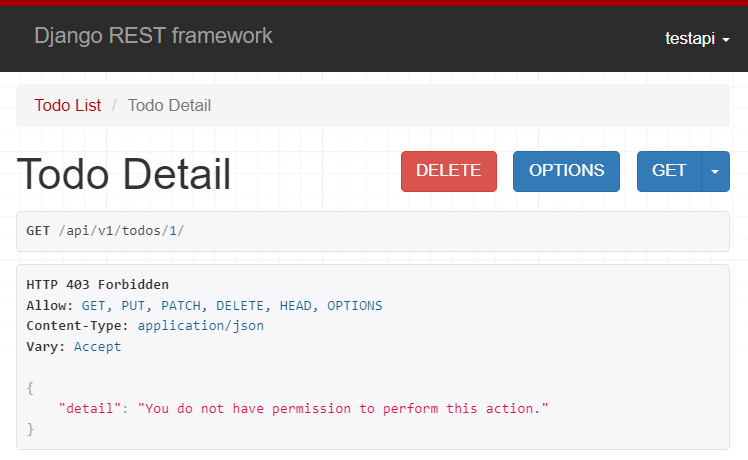 Django REST framework
testapi
Todo List / Todo Detail
Todo Detail
DELETE
OPTIONS
GET
GET /api/v1/todos/1/
HTTP 403 Forbidden
Allow: GET, PUT, PATCH, DELETE, HEAD, OPTIONS
Content-Type: application/json
Vary: Accept
{
    "detail": "You do not have permission to perform this action."
}